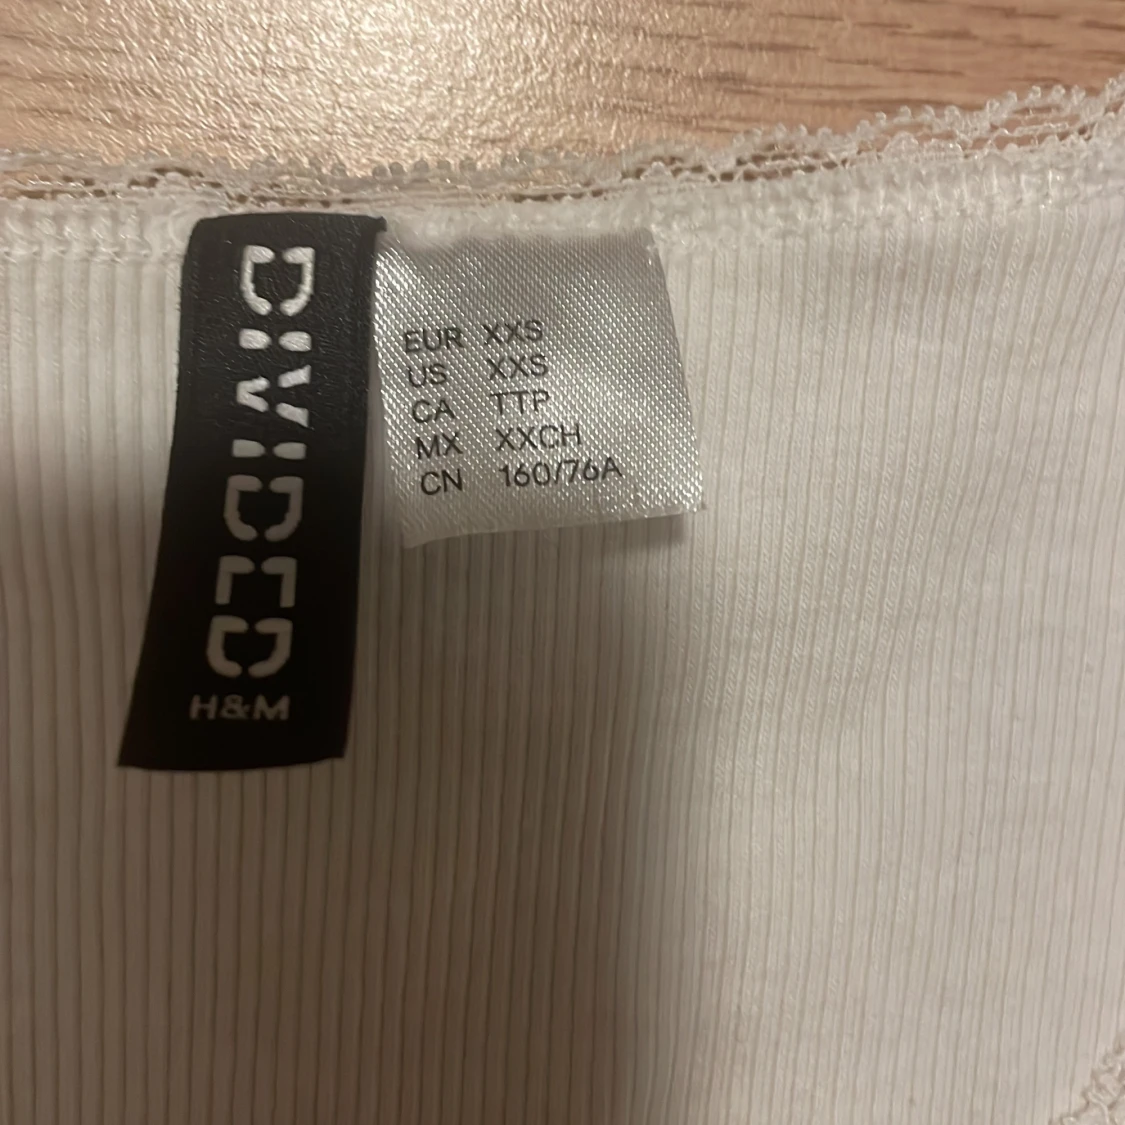 DIVIDED
H&M
EUR XXS
US XXS
CA TTP
MX XXCH
CN 160/76A